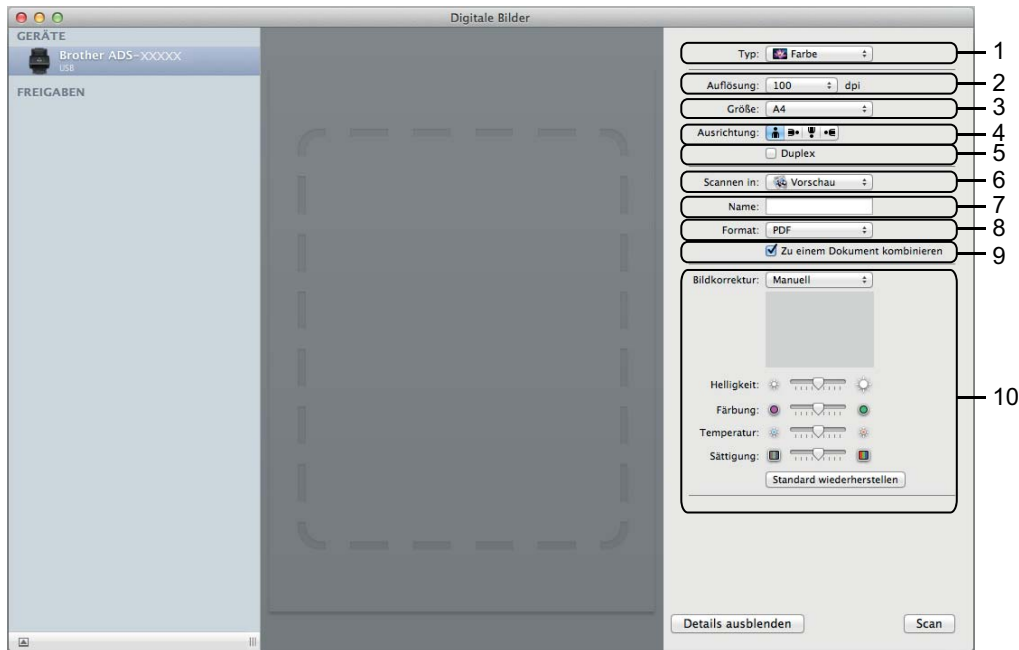 Digitale Bilder
GERÄTE
Brother ADS-XXXXX
USB
FREIGABEN
Typ: Farbe 1
Auflösung: 100 dpi 2
Größe: A4 3
Ausrichtung: 4
Duplex 5
Scannen in: Vorschau 6
Name: 7
Format: PDF 8
Zu einem Dokument kombinieren 9
Bildkorrektur: Manuell
Helligkeit:
10
Färbung:
Temperatur:
Sättigung:
Standard wiederherstellen
Details ausblenden Scan